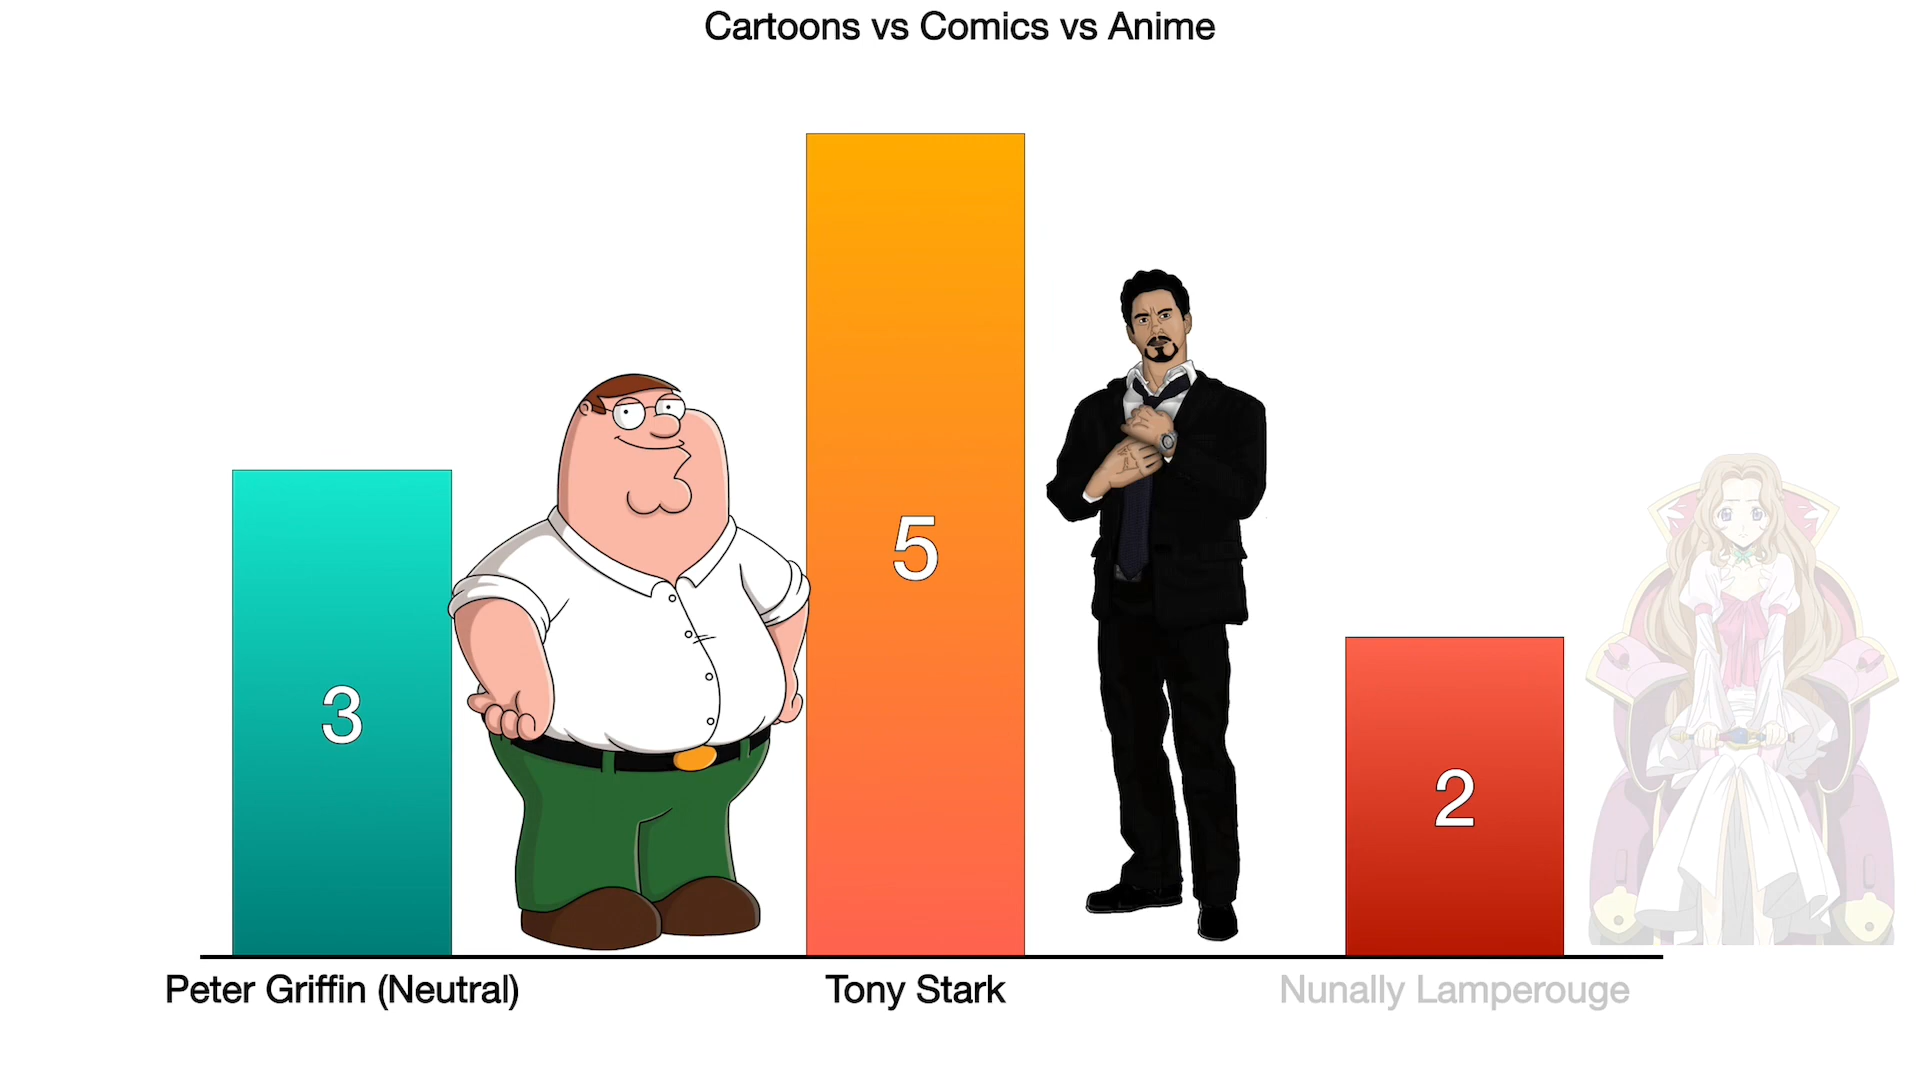 Cartoons vs Comics vs Anime
3
5
2
Peter Griffin (Neutral)
Tony Stark
Nunally Lamperouge